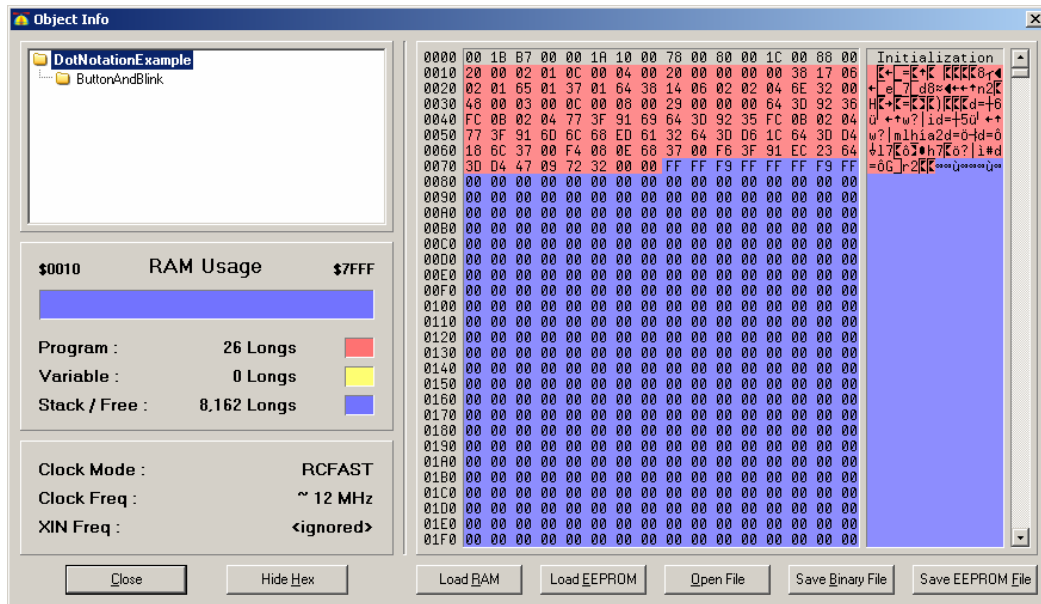 Object Info
DotNotationExample
ButtonAndBlink
$0010 RAM Usage $7FFF
Program : 26 Longs
Variable : 0 Longs
Stack / Free : 8,162 Longs
Clock Mode : RCFAST
Clock Freq : ~ 12 MHz
XIN Freq : <ignored>
0000 00 1B B7 00 00 1A 10 00 78 00 80 00 1C 00 88 00 Initialization
0010 20 00 02 01 0C 00 04 00 20 00 00 00 00 38 17 06
0020 02 01 65 01 37 01 64 38 14 06 02 02 04 6E 32 00
0030 48 00 03 00 0C 00 08 00 29 00 00 00 64 3D 92 36
0040 FC 0B 02 04 77 3F 91 69 64 3D 92 35 FC 0B 02 04
0050 77 3F 91 6D 6C 68 ED 61 32 64 3D D6 1C 64 3D D4
0060 18 6C 37 00 F4 08 0E 68 37 00 F6 3F 91 EC 23 64
0070 3D D4 47 09 72 32 00 00 FF FF F9 FF FF FF F9 FF
0080 00 00 00 00 00 00 00 00 00 00 00 00 00 00 00 00
0090 00 00 00 00 00 00 00 00 00 00 00 00 00 00 00 00
00A0 00 00 00 00 00 00 00 00 00 00 00 00 00 00 00 00
00B0 00 00 00 00 00 00 00 00 00 00 00 00 00 00 00 00
00C0 00 00 00 00 00 00 00 00 00 00 00 00 00 00 00 00
00D0 00 00 00 00 00 00 00 00 00 00 00 00 00 00 00 00
00E0 00 00 00 00 00 00 00 00 00 00 00 00 00 00 00 00
00F0 00 00 00 00 00 00 00 00 00 00 00 00 00 00 00 00
0100 00 00 00 00 00 00 00 00 00 00 00 00 00 00 00 00
0110 00 00 00 00 00 00 00 00 00 00 00 00 00 00 00 00
0120 00 00 00 00 00 00 00 00 00 00 00 00 00 00 00 00
0130 00 00 00 00 00 00 00 00 00 00 00 00 00 00 00 00
0140 00 00 00 00 00 00 00 00 00 00 00 00 00 00 00 00
0150 00 00 00 00 00 00 00 00 00 00 00 00 00 00 00 00
0160 00 00 00 00 00 00 00 00 00 00 00 00 00 00 00 00
0170 00 00 00 00 00 00 00 00 00 00 00 00 00 00 00 00
0180 00 00 00 00 00 00 00 00 00 00 00 00 00 00 00 00
0190 00 00 00 00 00 00 00 00 00 00 00 00 00 00 00 00
01A0 00 00 00 00 00 00 00 00 00 00 00 00 00 00 00 00
01B0 00 00 00 00 00 00 00 00 00 00 00 00 00 00 00 00
01C0 00 00 00 00 00 00 00 00 00 00 00 00 00 00 00 00
01D0 00 00 00 00 00 00 00 00 00 00 00 00 00 00 00 00
01E0 00 00 00 00 00 00 00 00 00 00 00 00 00 00 00 00
01F0 00 00 00 00 00 00 00 00 00 00 00 00 00 00 00 00
Close Hide Hex Load RAM Load EEPROM Open File Save Binary File Save EEPROM File